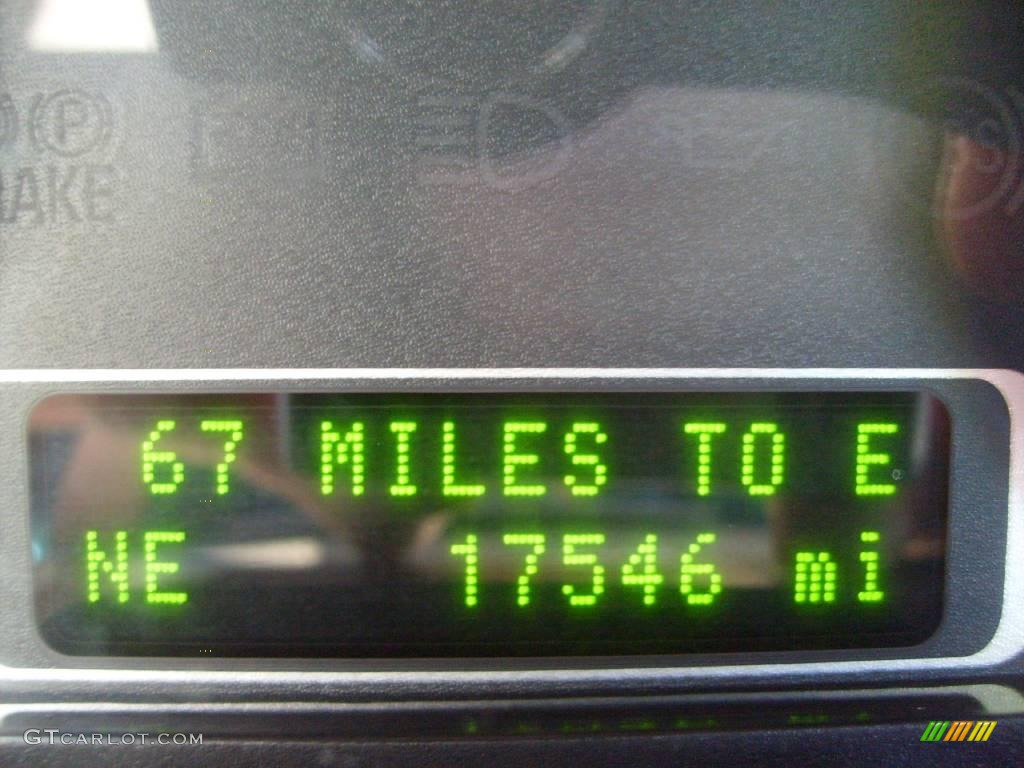 (P)
BRAKE
67 MILES TO E
NE 17546 mi
GTCARLOT.COM